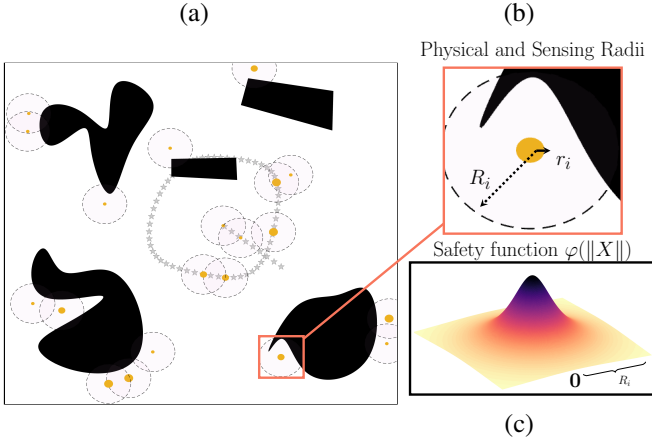 (a)
(b)
Physical and Sensing Radii
R_i
r_i
Safety function φ(‖X‖)
0
R_i
(c)